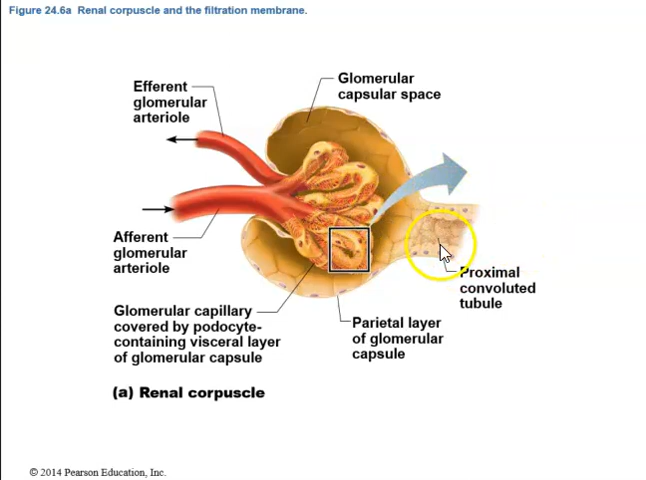 Figure 24.6a Renal corpuscle and the filtration membrane.
Efferent
glomerular
arteriole
Glomerular
capsular space
Afferent
glomerular
arteriole
Proximal
convoluted
tubule
Glomerular capillary
covered by podocyte-
containing visceral layer
of glomerular capsule
Parietal layer
of glomerular
capsule
(a) Renal corpuscle
© 2014 Pearson Education, Inc.